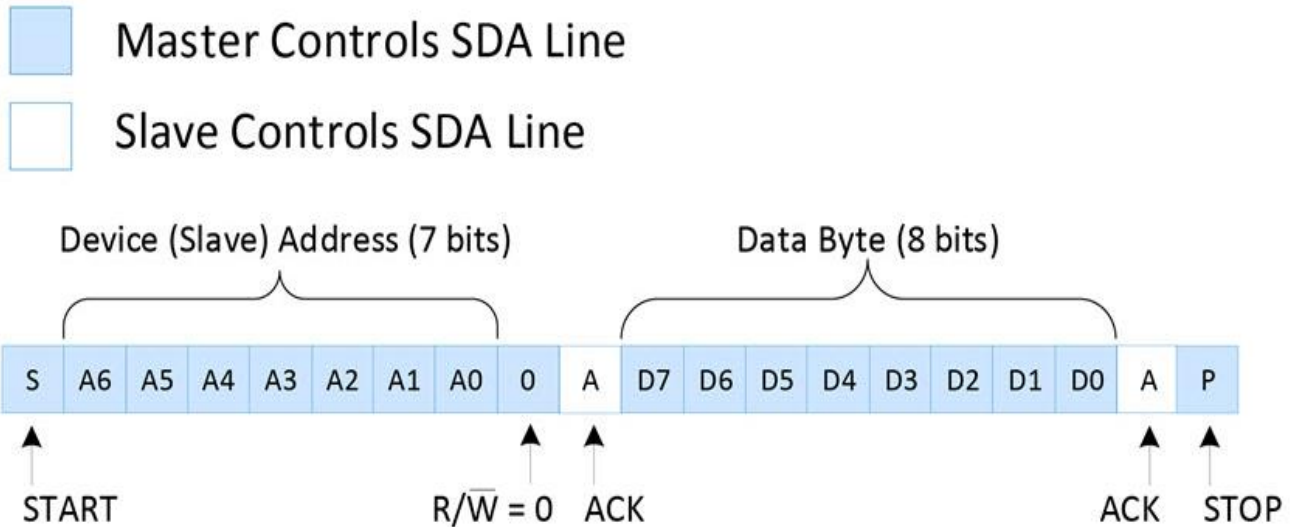 Master Controls SDA Line
Slave Controls SDA Line
Device (Slave) Address (7 bits) Data Byte (8 bits)
S A6 A5 A4 A3 A2 A1 A0 0 A D7 D6 D5 D4 D3 D2 D1 D0 A P
START R/W̅ = 0 ACK ACK STOP